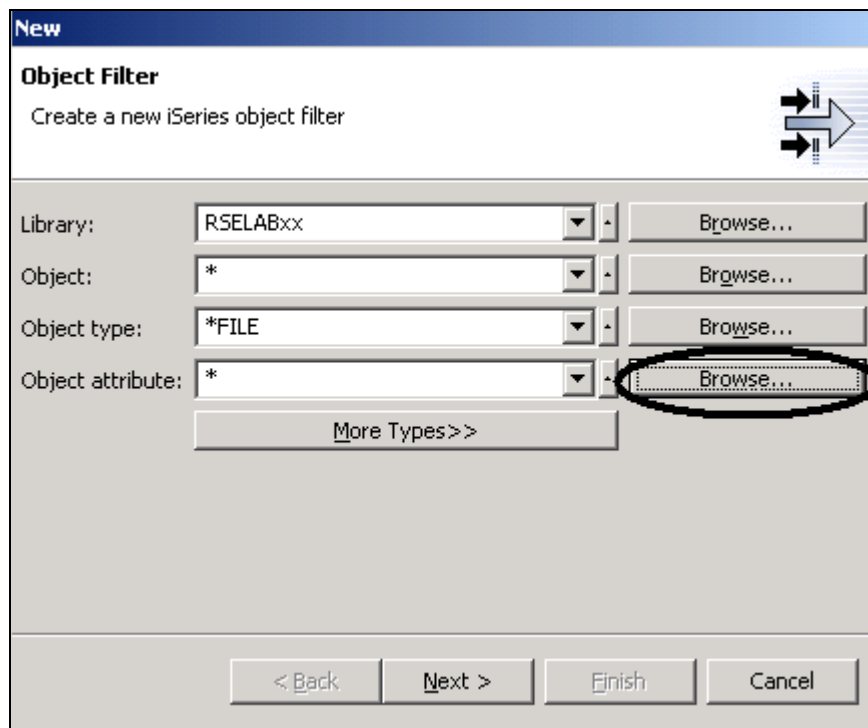 New
Object Filter
Create a new iSeries object filter
Library: RSELABxx Browse...
Object: * Browse...
Object type: *FILE Browse...
Object attribute: * Browse...
More Types>>
< Back Next > Finish Cancel